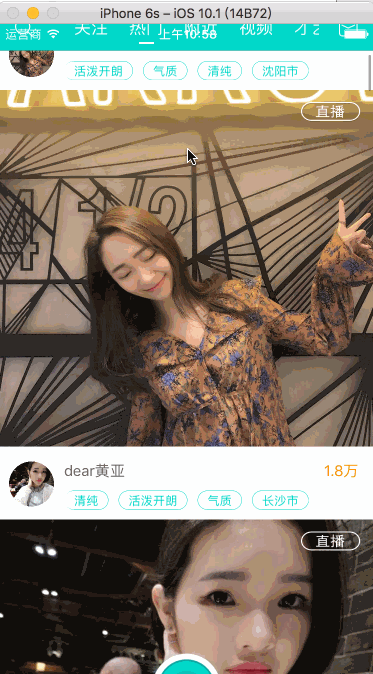 iPhone 6s – iOS 10.1 (14B72)
关注 热门 附近 视频 才艺
运营商 上午10:56
活泼开朗 气质 清纯 沈阳市
直播
4 1/2
dear黄亚 1.8万
清纯 活泼开朗 气质 长沙市
直播